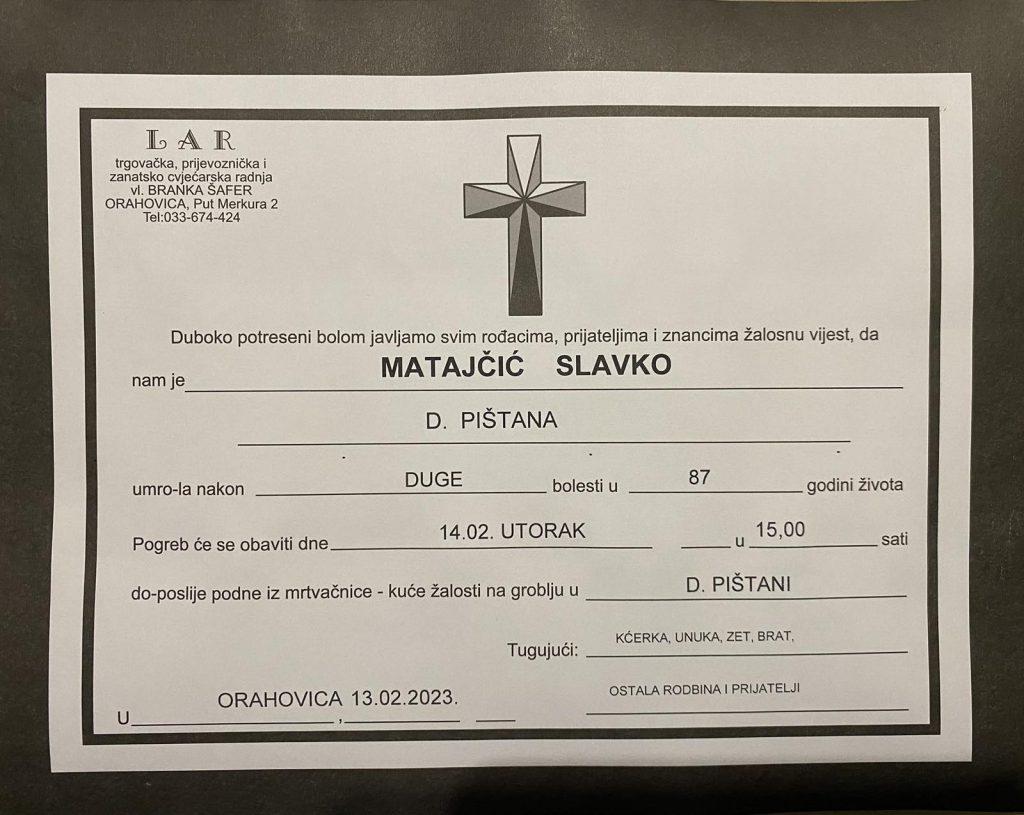 LAR
trgovačka, prijevoznička i
zanatsko cvjećarska radnja
vl. BRANKA ŠAFER
ORAHOVICA, Put Merkura 2
Tel:033-674-424
Duboko potreseni bolom javljamo svim rođacima, prijateljima i znancima žalosnu vijest, da
nam je MATAJČIĆ SLAVKO
D. PIŠTANA
umro-la nakon DUGE bolesti u 87 godini života
Pogreb će se obaviti dne 14.02. UTORAK u 15,00 sati
do-poslije podne iz mrtvačnice - kuće žalosti na groblju u D. PIŠTANI
Tugujući: KĆERKA, UNUKA, ZET, BRAT,
OSTALA RODBINA I PRIJATELJI
U ORAHOVICA 13.02.2023. ,